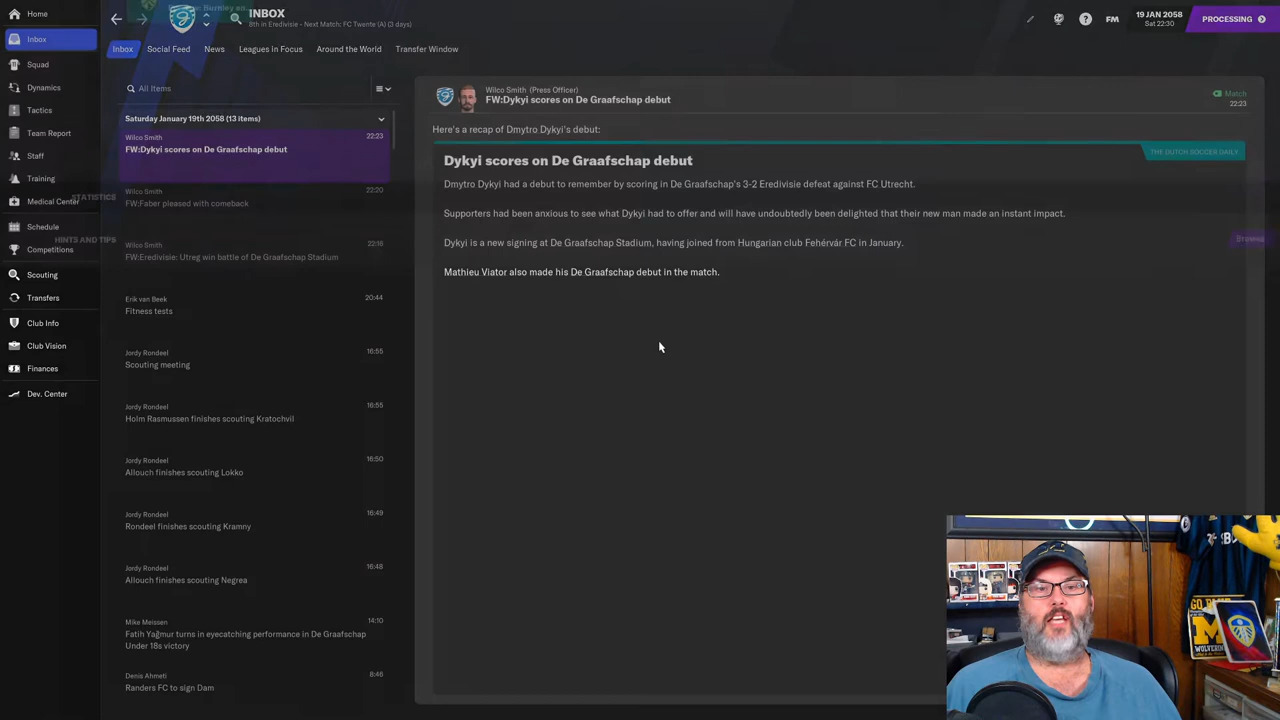 Home
Inbox
Squad
Dynamics
Tactics
Team Report
Staff
Training
Medical Center
Schedule
Competitions
Scouting
Transfers
Club Info
Club Vision
Finances
Dev. Center
STATISTICS
HINTS AND TIPS
INBOX
8th in Eredivisie - Next Match: FC Twente (A) (3 days)
FM
19 JAN 2058
Sat 22:30
PROCESSING
Inbox Social Feed News Leagues in Focus Around the World Transfer Window
All Items
Saturday January 19th 2058 (13 items)
Wilco Smith 22:23
FW:Dykyi scores on De Graafschap debut
Wilco Smith 22:20
FW:Faber pleased with comeback
Wilco Smith 22:16
FW:Eredivisie: Utreg win battle of De Graafschap Stadium
Erik van Beek 20:44
Fitness tests
Jordy Rondeel 16:55
Scouting meeting
Jordy Rondeel 16:55
Holm Rasmussen finishes scouting Kratochvil
Jordy Rondeel 16:50
Allouch finishes scouting Lokko
Jordy Rondeel 16:49
Rondeel finishes scouting Kramny
Jordy Rondeel 16:48
Allouch finishes scouting Negrea
Mike Meissen 14:10
Fatih Yağmur turns in eyecatching performance in De Graafschap
Under 18s victory
Denis Ahmeti 8:46
Randers FC to sign Dam
Wilco Smith (Press Officer)
FW:Dykyi scores on De Graafschap debut
Match
22:23
Here's a recap of Dmytro Dykyi's debut:
THE DUTCH SOCCER DAILY
Dykyi scores on De Graafschap debut
Dmytro Dykyi had a debut to remember by scoring in De Graafschap's 3-2 Eredivisie defeat against FC Utrecht.
Supporters had been anxious to see what Dykyi had to offer and will have undoubtedly been delighted that their new man made an instant impact.
Dykyi is a new signing at De Graafschap Stadium, having joined from Hungarian club Fehérvár FC in January.
Mathieu Viator also made his De Graafschap debut in the match.
GO BLUE
M
WOLVERINES